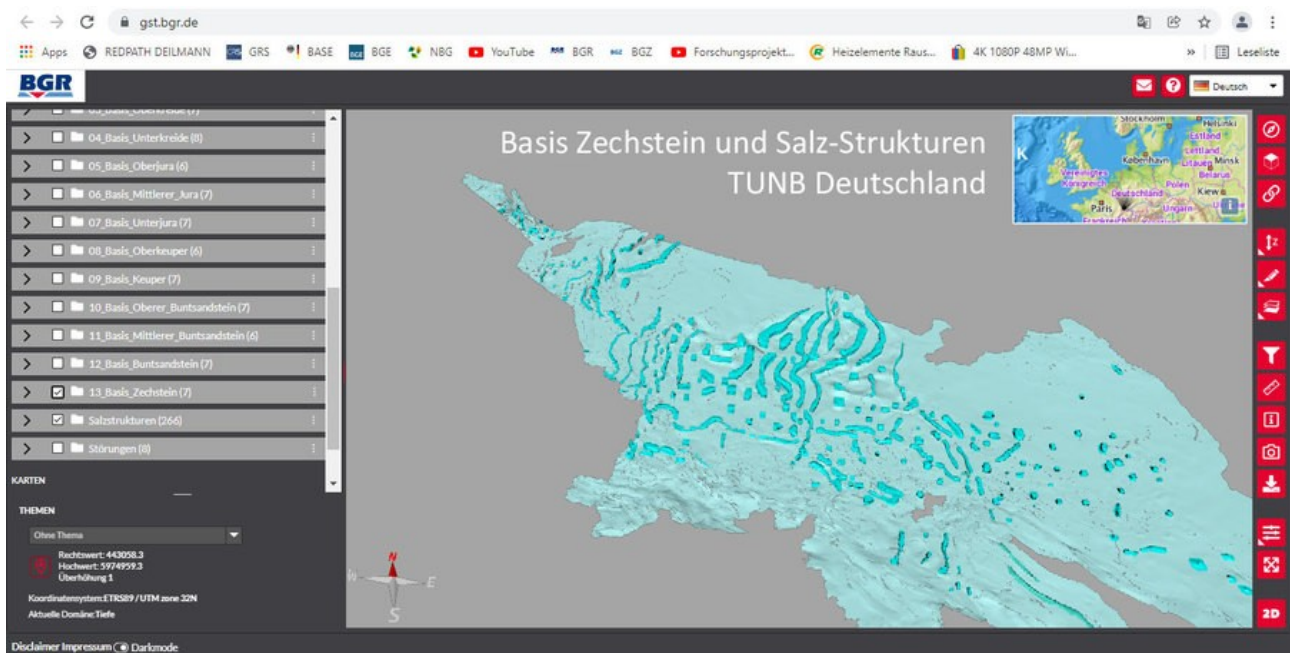 gst.bgr.de
Apps REDPATH DEILMANN GRS BASE BGE NBG YouTube BGR BGZ Forschungsprojekt... Heizelemente Raus... 4K 1080P 48MP Wi... » Leseliste
BGR
Deutsch
03_Basis_Oberkreide (7)
04_Basis_Unterkreide (8)
05_Basis_Oberjura (6)
06_Basis_Mittlerer_Jura (7)
07_Basis_Unterjura (7)
08_Basis_Oberkeuper (6)
09_Basis_Keuper (7)
10_Basis_Oberer_Buntsandstein (7)
11_Basis_Mittlerer_Buntsandstein (6)
12_Basis_Buntsandstein (7)
13_Basis_Zechstein (7)
Salzstrukturen (266)
Störungen (8)
KARTEN
THEMEN
Ohne Thema
Rechtswert: 443058.3
Hochwert: 5974959.3
Überhöhung 1
Koordinatensystem:ETRS89 / UTM zone 32N
Aktuelle Domäne:Tiefe
Disclaimer Impressum Darkmode
Basis Zechstein und Salz-Strukturen
TUNB Deutschland
Stockholm
Helsinki
Estland
Lettland
København Litauen Minsk
Vereinigtes Belarus
Königreich
Deutschland Polen Kiew
Paris
Ungarn
Frankreich
K
N
W E
S
Z
2D